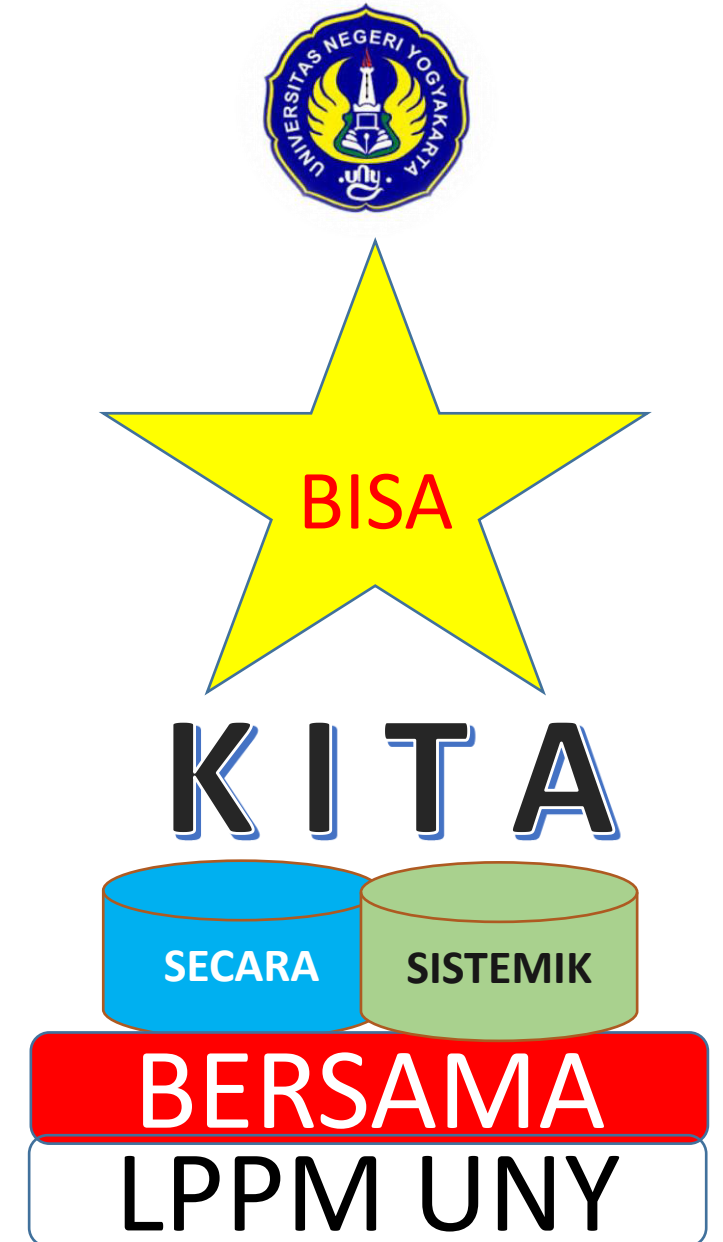 UNIVERSITAS NEGERI YOGYAKARTA
uny
BISA
KITA
SECARA SISTEMIK
BERSAMA
LPPM UNY